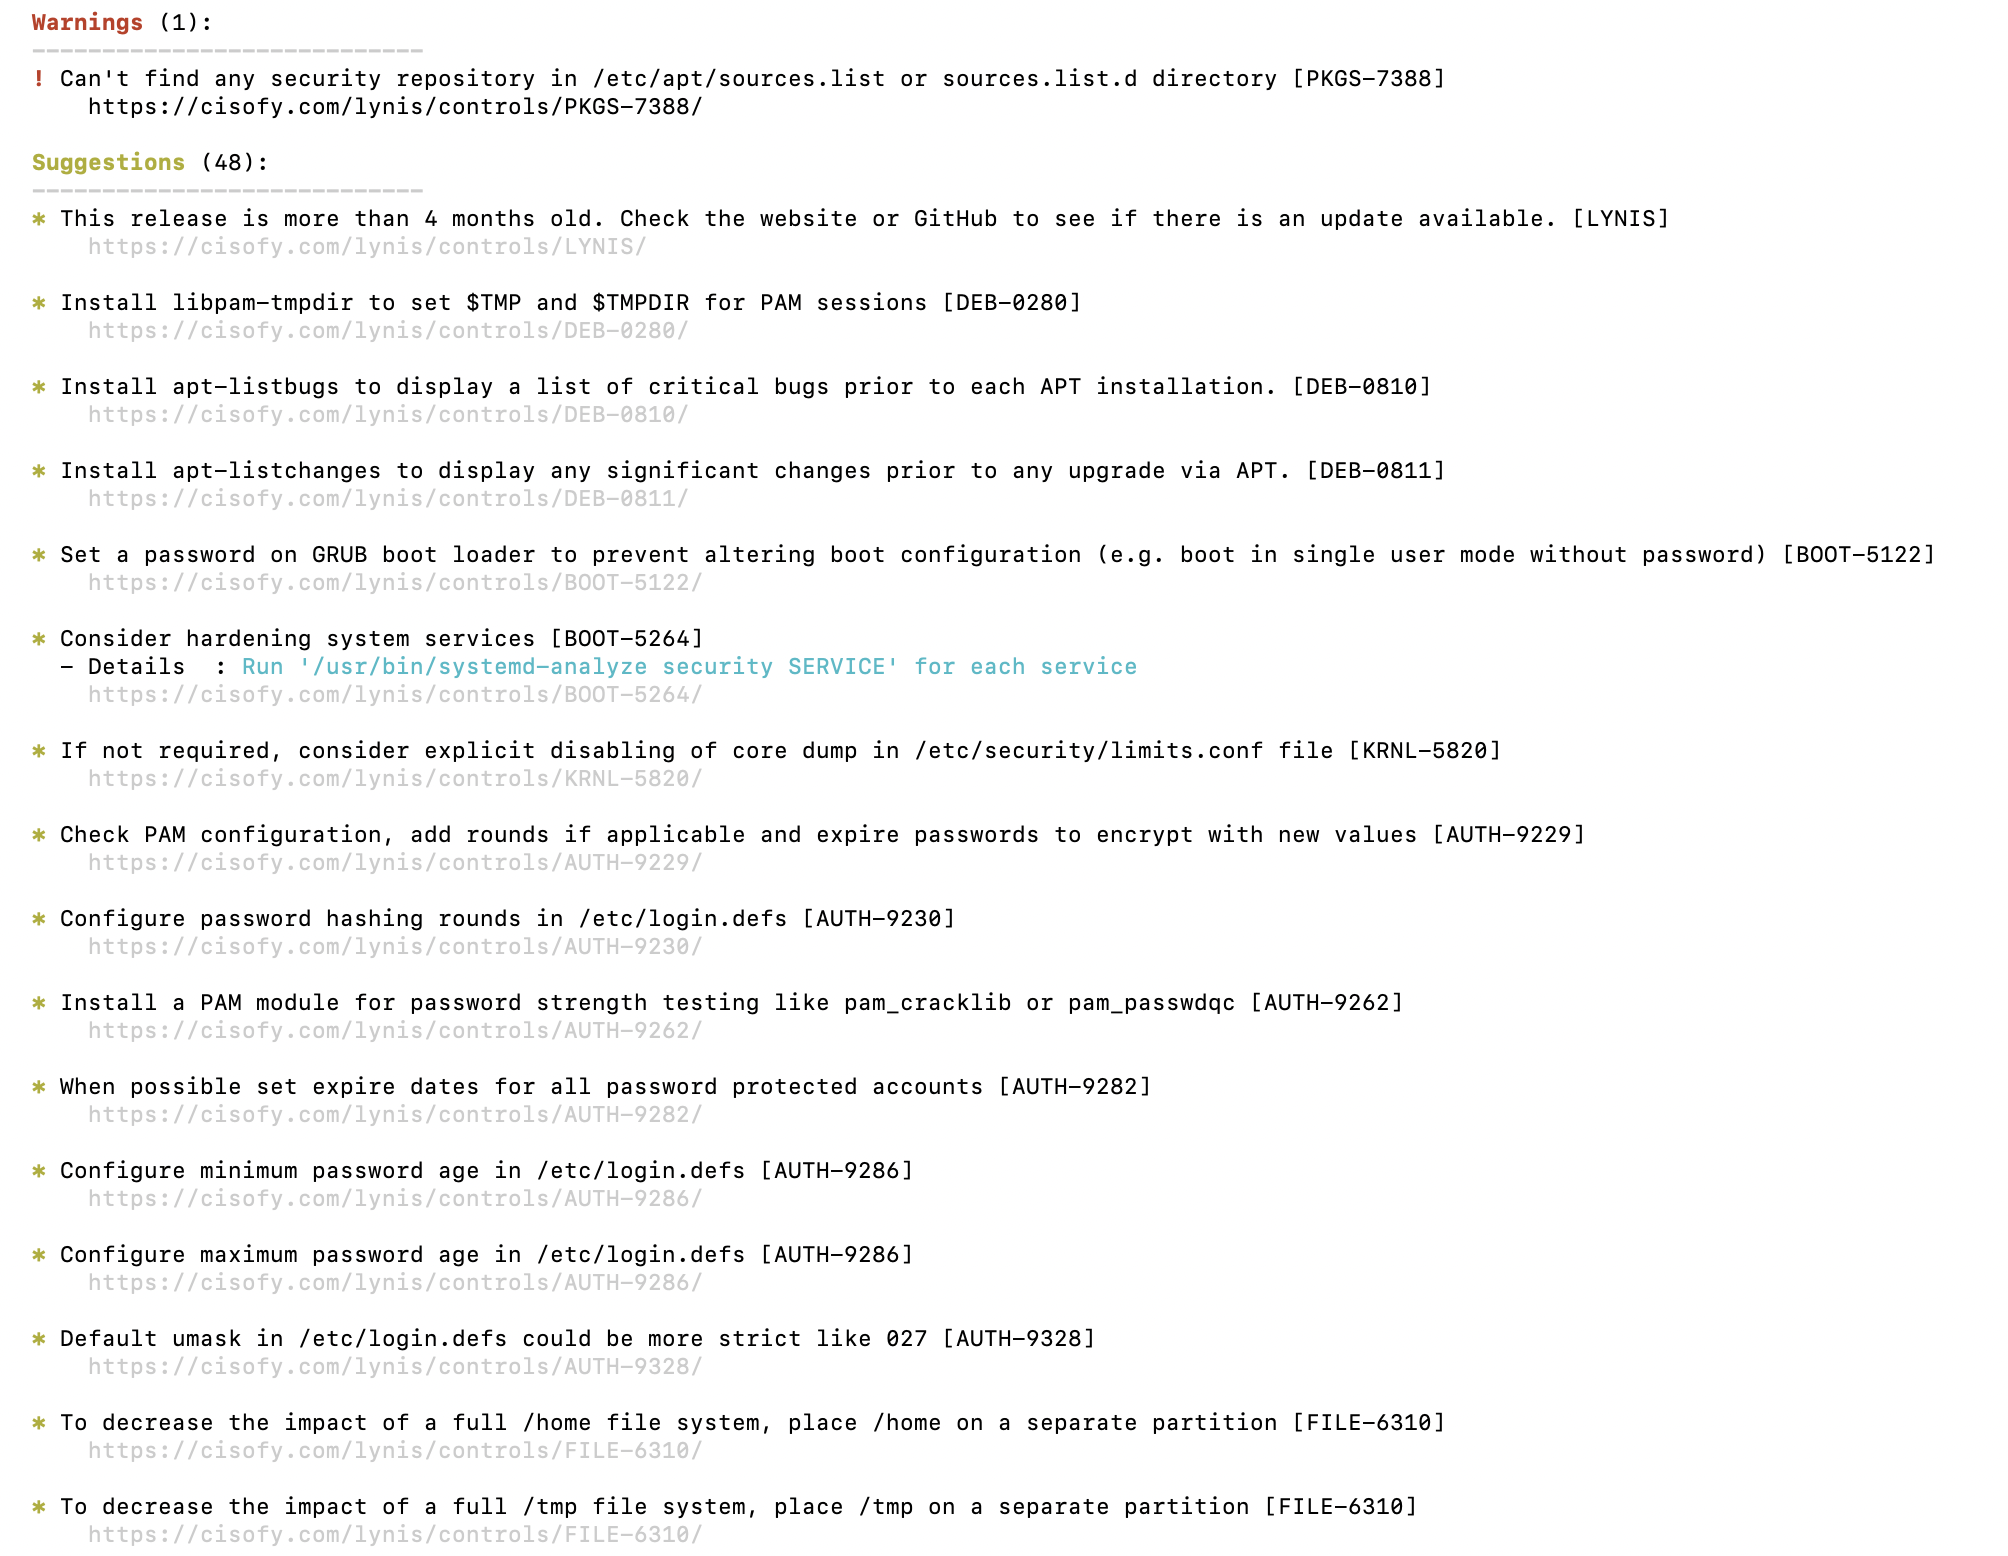 Warnings (1):
----------------------------
! Can't find any security repository in /etc/apt/sources.list or sources.list.d directory [PKGS-7388]
https://cisofy.com/lynis/controls/PKGS-7388/
Suggestions (48):
----------------------------
* This release is more than 4 months old. Check the website or GitHub to see if there is an update available. [LYNIS]
https://cisofy.com/lynis/controls/LYNIS/
* Install libpam-tmpdir to set $TMP and $TMPDIR for PAM sessions [DEB-0280]
https://cisofy.com/lynis/controls/DEB-0280/
* Install apt-listbugs to display a list of critical bugs prior to each APT installation. [DEB-0810]
https://cisofy.com/lynis/controls/DEB-0810/
* Install apt-listchanges to display any significant changes prior to any upgrade via APT. [DEB-0811]
https://cisofy.com/lynis/controls/DEB-0811/
* Set a password on GRUB boot loader to prevent altering boot configuration (e.g. boot in single user mode without password) [BOOT-5122]
https://cisofy.com/lynis/controls/BOOT-5122/
* Consider hardening system services [BOOT-5264]
- Details  : Run '/usr/bin/systemd-analyze security SERVICE' for each service
https://cisofy.com/lynis/controls/BOOT-5264/
* If not required, consider explicit disabling of core dump in /etc/security/limits.conf file [KRNL-5820]
https://cisofy.com/lynis/controls/KRNL-5820/
* Check PAM configuration, add rounds if applicable and expire passwords to encrypt with new values [AUTH-9229]
https://cisofy.com/lynis/controls/AUTH-9229/
* Configure password hashing rounds in /etc/login.defs [AUTH-9230]
https://cisofy.com/lynis/controls/AUTH-9230/
* Install a PAM module for password strength testing like pam_cracklib or pam_passwdqc [AUTH-9262]
https://cisofy.com/lynis/controls/AUTH-9262/
* When possible set expire dates for all password protected accounts [AUTH-9282]
https://cisofy.com/lynis/controls/AUTH-9282/
* Configure minimum password age in /etc/login.defs [AUTH-9286]
https://cisofy.com/lynis/controls/AUTH-9286/
* Configure maximum password age in /etc/login.defs [AUTH-9286]
https://cisofy.com/lynis/controls/AUTH-9286/
* Default umask in /etc/login.defs could be more strict like 027 [AUTH-9328]
https://cisofy.com/lynis/controls/AUTH-9328/
* To decrease the impact of a full /home file system, place /home on a separate partition [FILE-6310]
https://cisofy.com/lynis/controls/FILE-6310/
* To decrease the impact of a full /tmp file system, place /tmp on a separate partition [FILE-6310]
https://cisofy.com/lynis/controls/FILE-6310/